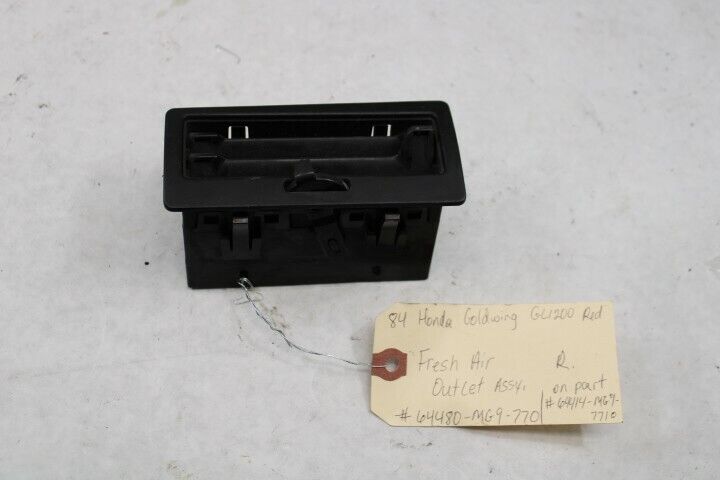 84 Honda Goldwing GL1200 Red
Fresh Air R.
Outlet Assy. on part
# 64480-MG9-770 # 64414-MG9-
7710